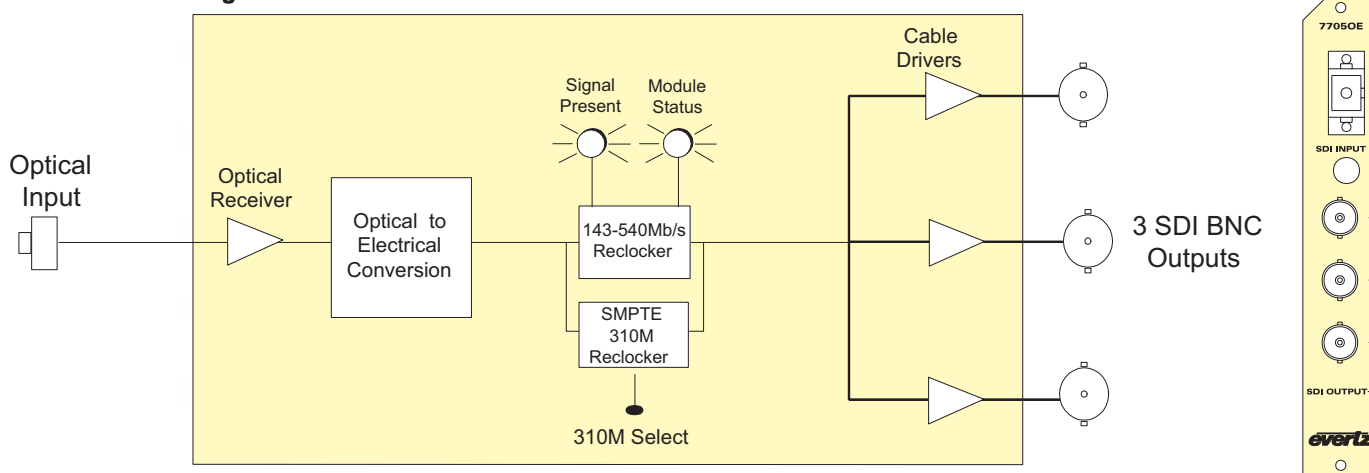 Cable
Drivers
Signal
Present
Module
Status
Optical
Input
Optical
Receiver
Optical to
Electrical
Conversion
143-540Mb/s
Reclocker
SMPTE
310M
Reclocker
310M Select
3 SDI BNC
Outputs
7705OE
SDI INPUT
SDI OUTPUT
evertz